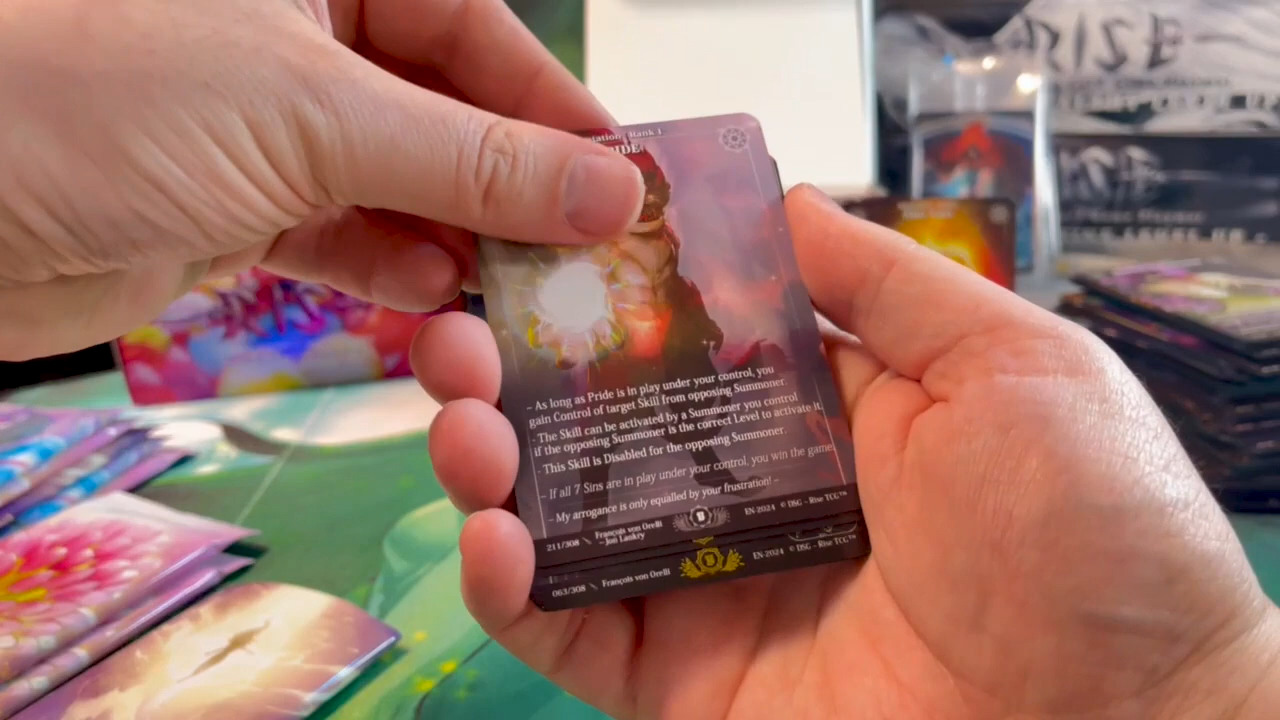 RISE
Rank 1
– As long as Pride is in play under your control, you
gain Control of target Skill from opposing Summoner.
- The Skill can be activated by a Summoner you control
if the opposing Summoner is the correct Level to activate it.
- This Skill is Disabled for the opposing Summoner.
– If all 7 Sins are in play under your control, you win the game.
– My arrogance is only equalled by your frustration! –
211/308 François von Orelli EN-2024 © DSG – Rise TCG™
– Jon Lankry
063/308 François von Orelli EN-2024 © DSG – Rise TCG™